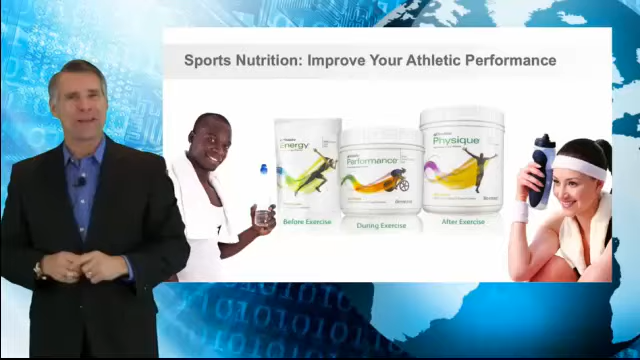 Sports Nutrition: Improve Your Athletic Performance
Energy
Performance
Physique
Before Exercise
During Exercise
After Exercise